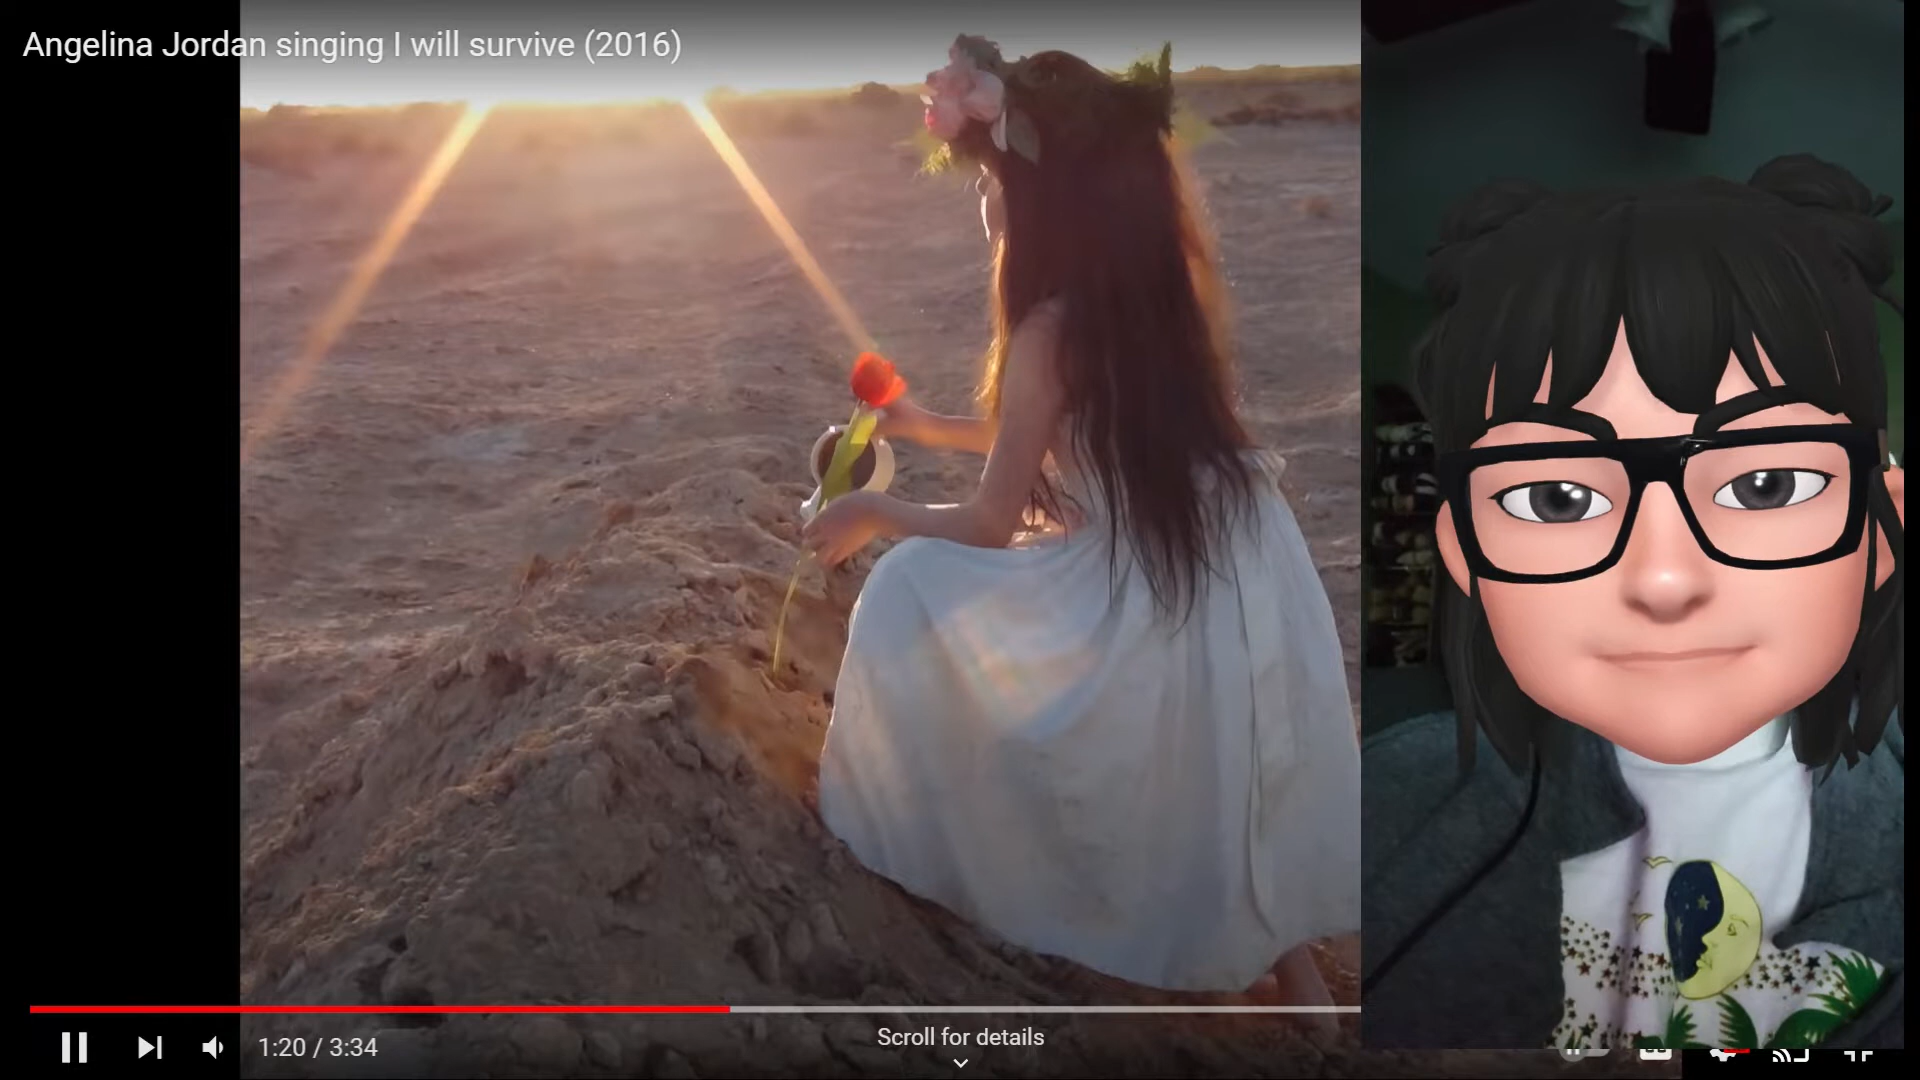 Angelina Jordan singing I will survive (2016)
1:20 / 3:34
Scroll for details